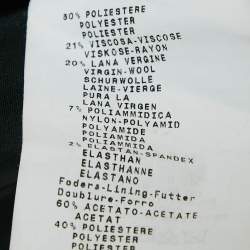 50% POLIESTERE
POLYESTER
POLIESTER
21% VISCOSA-VISCOSE
VISKOSE-RAYON
20% LANA VERGINE
VIRGIN-WOOL
SCHURWOLLE
LAINE-VIERGE
PURA LA
LANA VIRGEN
7% POLIAMMIDICA
NYLON-POLYAMID
POLYAMIDE
POLIAMIDA
2% ELASTAN-SPANDEX
ELASTHAN
ELASTHANNE
ELASTANO
Fodera-Lining-Futter
Doublure-Forro
60% ACETATO-ACETATE
ACETAT
40% POLIESTERE
POLYESTER
POLIESTER